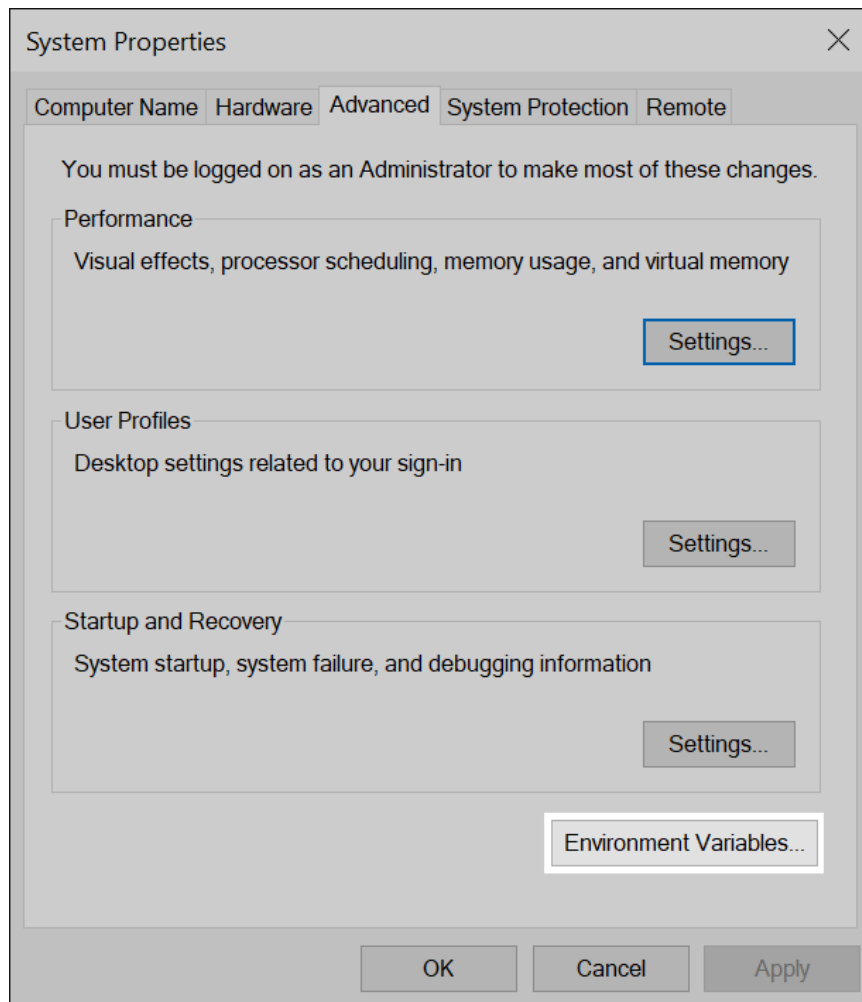 System Properties
Computer Name Hardware Advanced System Protection Remote
You must be logged on as an Administrator to make most of these changes.
Performance
Visual effects, processor scheduling, memory usage, and virtual memory
Settings...
User Profiles
Desktop settings related to your sign-in
Settings...
Startup and Recovery
System startup, system failure, and debugging information
Settings...
Environment Variables...
OK Cancel Apply